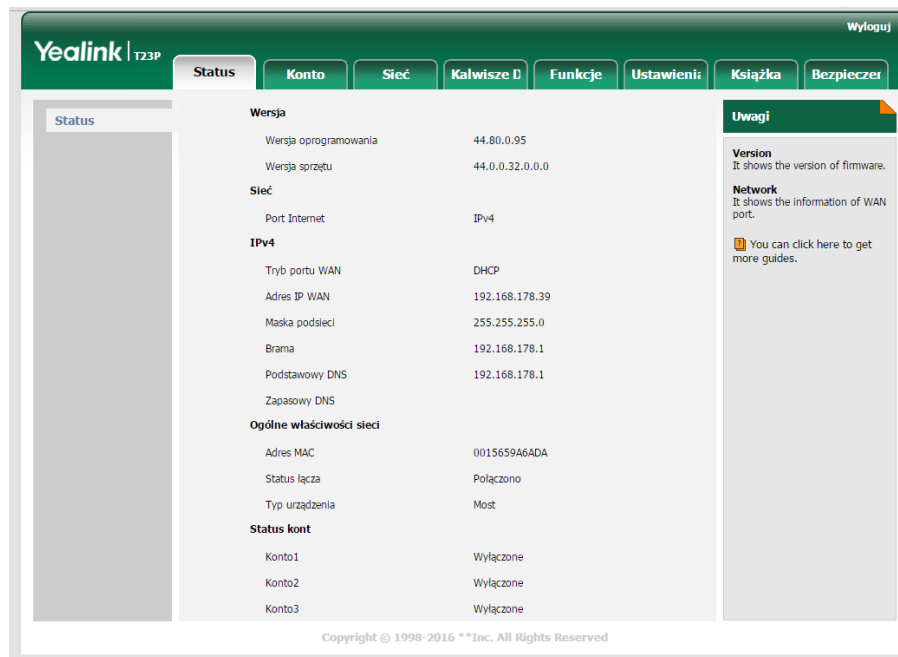 Wyloguj
Yealink | T23P
Status Konto Sieć Kalwisze D Funkcje Ustawienia Książka Bezpieczeń
Status
Wersja
Wersja oprogramowania 44.80.0.95
Wersja sprzętu 44.0.0.32.0.0.0
Sieć
Port Internet IPv4
IPv4
Tryb portu WAN DHCP
Adres IP WAN 192.168.178.39
Maska podsieci 255.255.255.0
Brama 192.168.178.1
Podstawowy DNS 192.168.178.1
Zapasowy DNS
Ogólne właściwości sieci
Adres MAC 0015659A6ADA
Status łącza Połączono
Typ urządzenia Most
Status kont
Konto1 Wyłączone
Konto2 Wyłączone
Konto3 Wyłączone
Uwagi
Version
It shows the version of firmware.
Network
It shows the information of WAN
port.
You can click here to get
more guides.
Copyright © 1998-2016 **Inc. All Rights Reserved